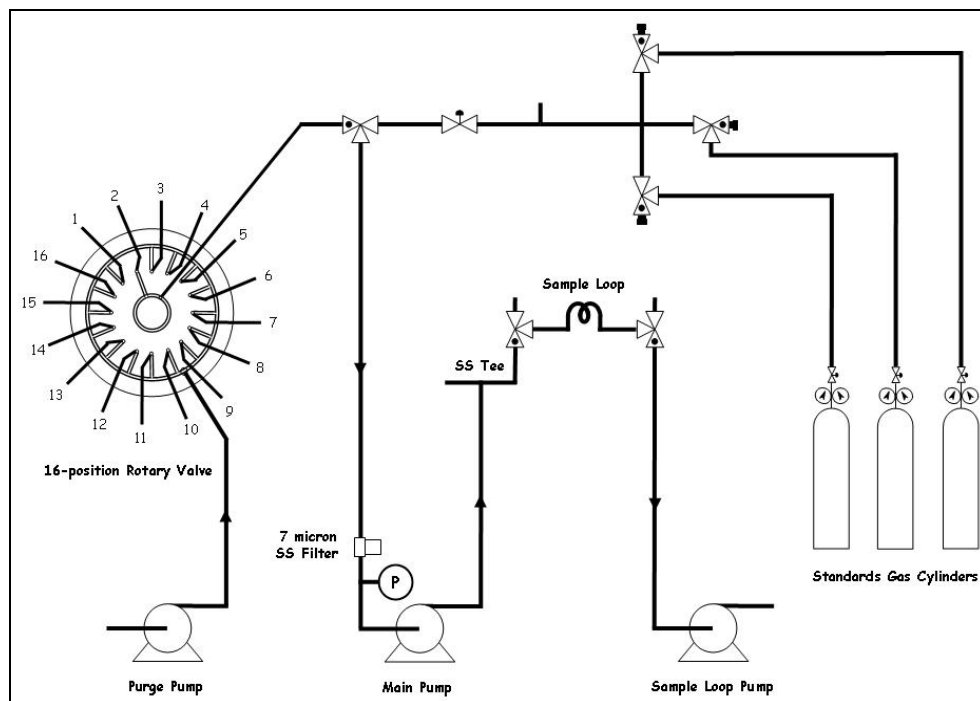 1
2
3
4
5
6
7
8
9
10
11
12
13
14
15
16
16-position Rotary Valve
Sample Loop
SS Tee
7 micron
SS Filter
P
Standards Gas Cylinders
Purge Pump
Main Pump
Sample Loop Pump